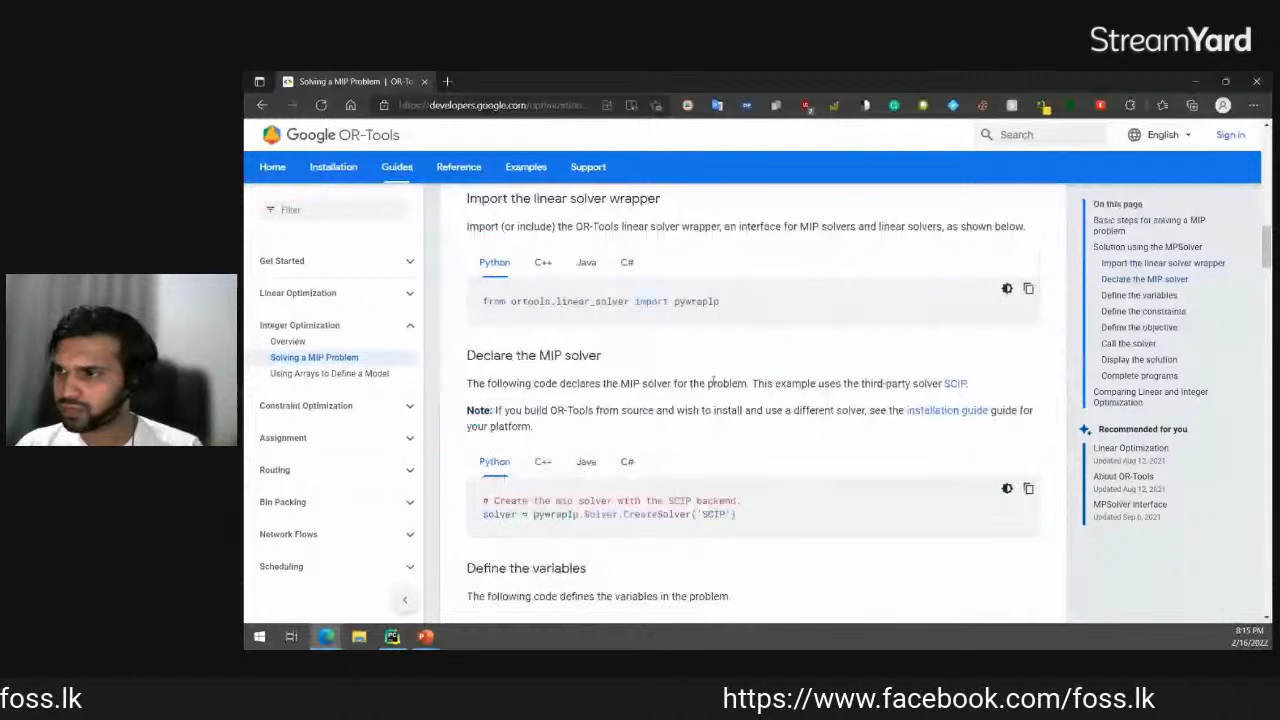 StreamYard
Solving a MIP Problem | OR-To
https://developers.google.com/optimization...
Google OR-Tools
Search
English
Sign in
Home
Installation
Guides
Reference
Examples
Support
Filter
Get Started
Linear Optimization
Integer Optimization
Overview
Solving a MIP Problem
Using Arrays to Define a Model
Constraint Optimization
Assignment
Routing
Bin Packing
Network Flows
Scheduling
Import the linear solver wrapper
Import (or include) the OR-Tools linear solver wrapper, an interface for MIP solvers and linear solvers, as shown below.
Python C++ Java C#
from ortools.linear_solver import pywraplp
Declare the MIP solver
The following code declares the MIP solver for the problem. This example uses the third-party solver SCIP.
Note: If you build OR-Tools from source and wish to install and use a different solver, see the installation guide guide for
your platform.
Python C++ Java C#
# Create the mip solver with the SCIP backend.
solver = pywraplp.Solver.CreateSolver('SCIP')
Define the variables
The following code defines the variables in the problem.
On this page
Basic steps for solving a MIP
problem
Solution using the MPSolver
Import the linear solver wrapper
Declare the MIP solver
Define the variables
Define the constraints
Define the objective
Call the solver
Display the solution
Complete programs
Comparing Linear and Integer
Optimization
Recommended for you
Linear Optimization
Updated Aug 12, 2021
About OR-Tools
Updated Aug 12, 2021
MPSolver Interface
Updated Sep 6, 2021
8:15 PM
2/16/2022
foss.lk
https://www.facebook.com/foss.lk